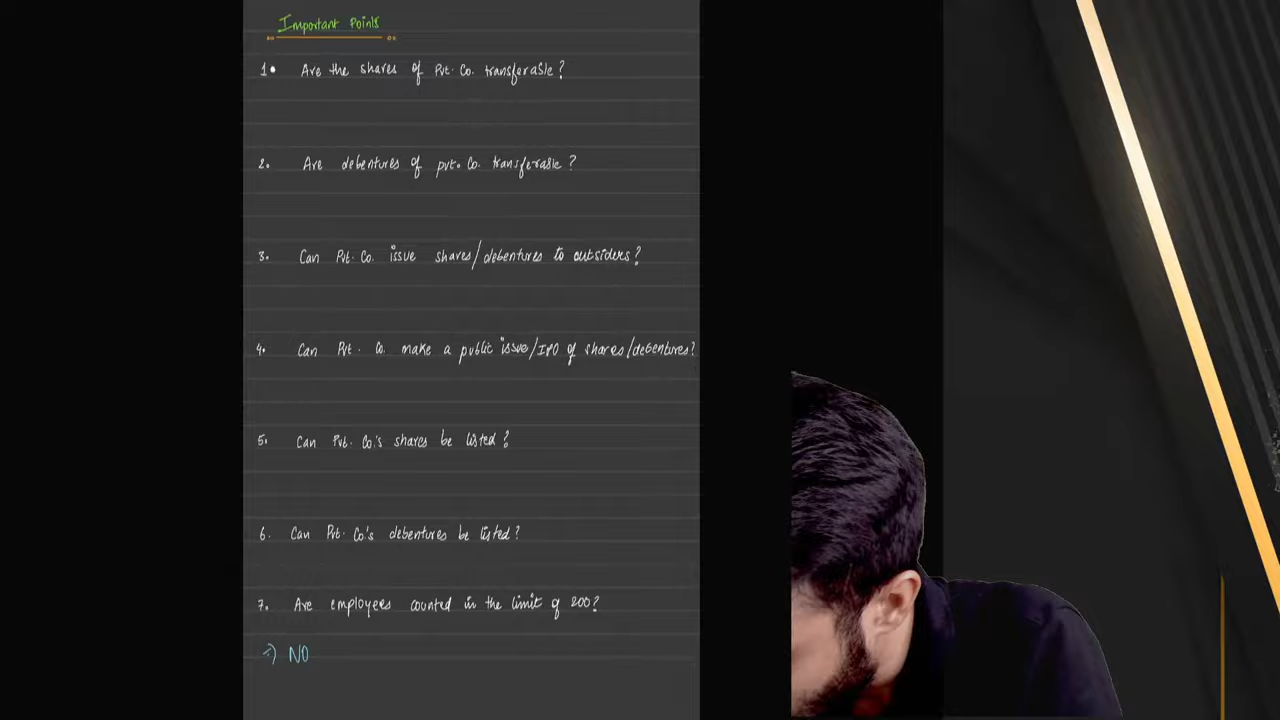 Important Points
1. Are the shares of Pvt. Co. transferable?
2. Are debentures of pvt. Co. transferable?
3. Can Pvt. Co. issue shares/debentures to outsiders?
4. Can Pvt. Co. make a public issue/IPO of shares/debentures?
5. Can Pvt. Co.'s shares be listed?
6. Can Pvt. Co's debentures be listed?
7. Are employees counted in the limit of 200?
⇒) NO